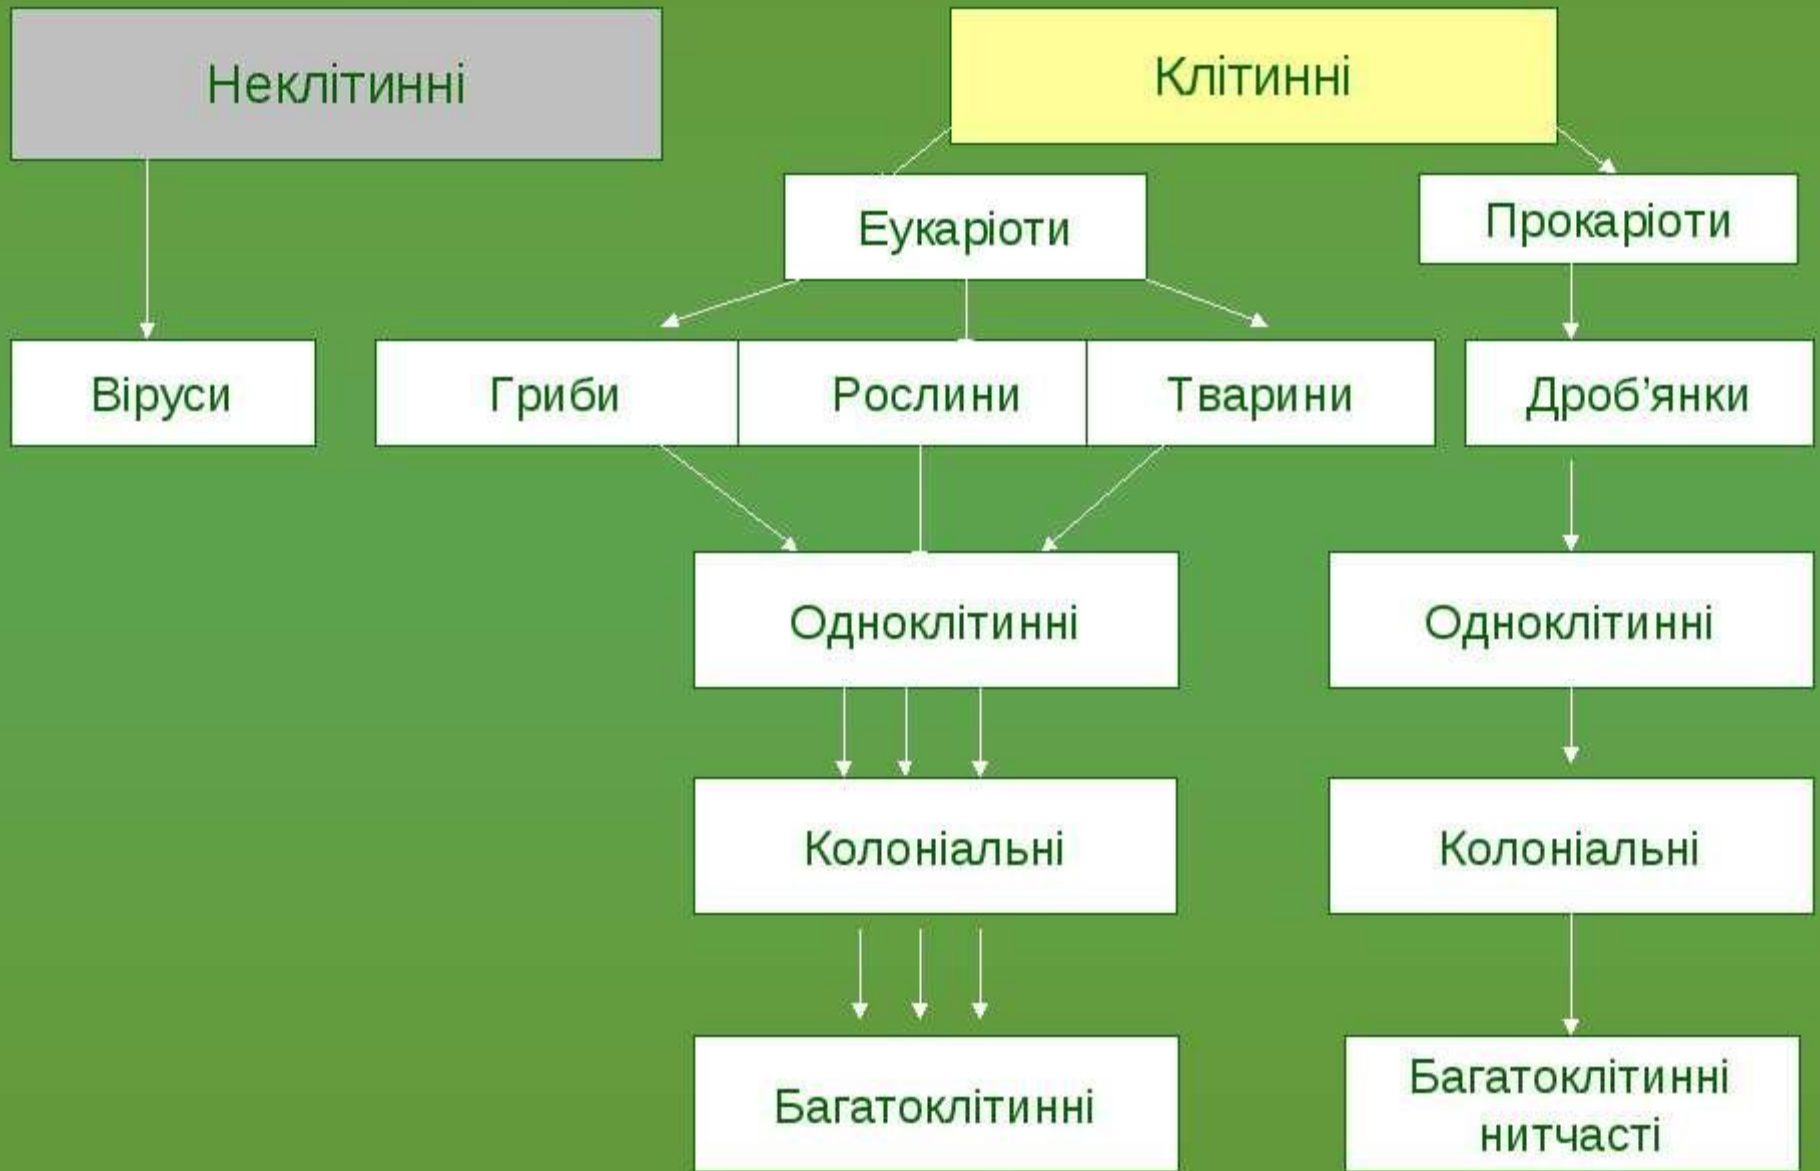 Неклітинні
Клітинні
Еукаріоти
Прокаріоти
Віруси
Гриби
Рослини
Тварини
Дроб’янки
Одноклітинні
Одноклітинні
Колоніальні
Колоніальні
Багатоклітинні
Багатоклітинні
нитчасті